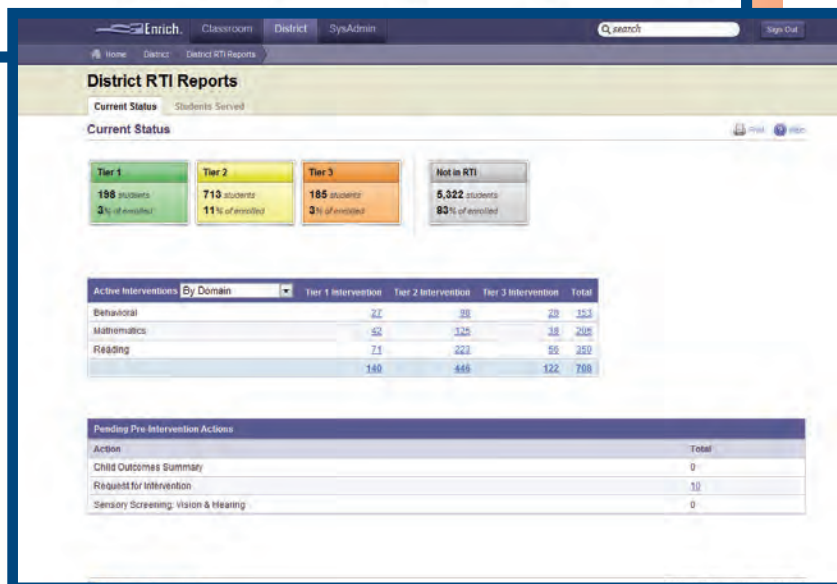 Enrich. Classroom District SysAdmin search Sign Out
Home District District RTI Reports
District RTI Reports
Current Status Students Served
Current Status Print Help
Tier 1 Tier 2 Tier 3 Not in RTI
198 students 713 students 185 students 5,322 students
3% of enrolled 11% of enrolled 3% of enrolled 83% of enrolled
Active Interventions By Domain Tier 1 Intervention Tier 2 Intervention Tier 3 Intervention Total
Behavioral 27 98 28 153
Mathematics 42 125 38 205
Reading 71 223 56 350
140 446 122 708
Pending Pre-Intervention Actions
Action Total
Child Outcomes Summary 0
Request for Intervention 10
Sensory Screening: Vision & Hearing 0